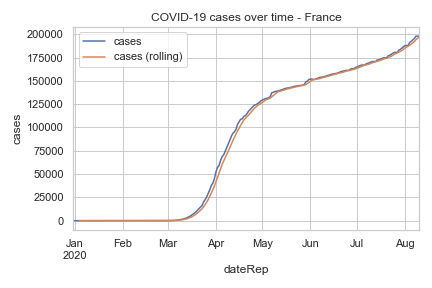 COVID-19 cases over time - France
cases
cases (rolling)
200000
175000
150000
125000
100000
75000
50000
25000
0
cases
Jan Feb Mar Apr May Jun Jul Aug
2020
dateRep